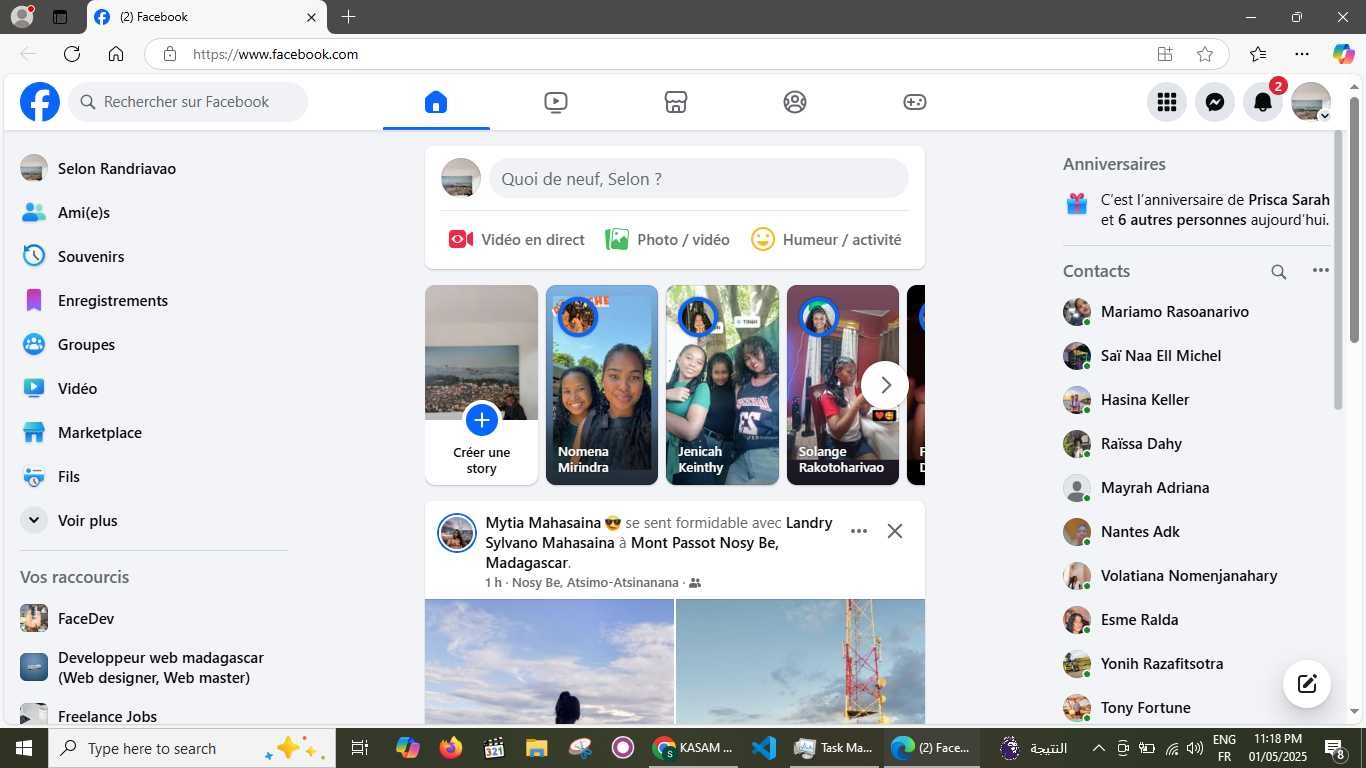 (2) Facebook
https://www.facebook.com
Rechercher sur Facebook
2
Selon Randriavao
Ami(e)s
Souvenirs
Enregistrements
Groupes
Vidéo
Marketplace
Fils
Voir plus
Vos raccourcis
FaceDev
Developpeur web madagascar
(Web designer, Web master)
Freelance Jobs
Quoi de neuf, Selon ?
Vidéo en direct
Photo / vidéo
Humeur / activité
Créer une
story
Nomena
Mirindra
Jenicah
Keinthy
Solange
Rakotoharivao
F
D
Mytia Mahasaina 😎 se sent formidable avec Landry
Sylvano Mahasaina à Mont Passot Nosy Be,
Madagascar.
1 h · Nosy Be, Atsimo-Atsinanana ·
Anniversaires
C'est l'anniversaire de Prisca Sarah
et 6 autres personnes aujourd'hui.
Contacts
Mariamo Rasoanarivo
Saï Naa Ell Michel
Hasina Keller
Raïssa Dahy
Mayrah Adriana
Nantes Adk
Volatiana Nomenjanahary
Esme Ralda
Yonih Razafitsotra
Tony Fortune
Type here to search
321
KASAM ...
Task Ma...
(2) Face...
النتيجة
ENG
FR
11:18 PM
01/05/2025
8